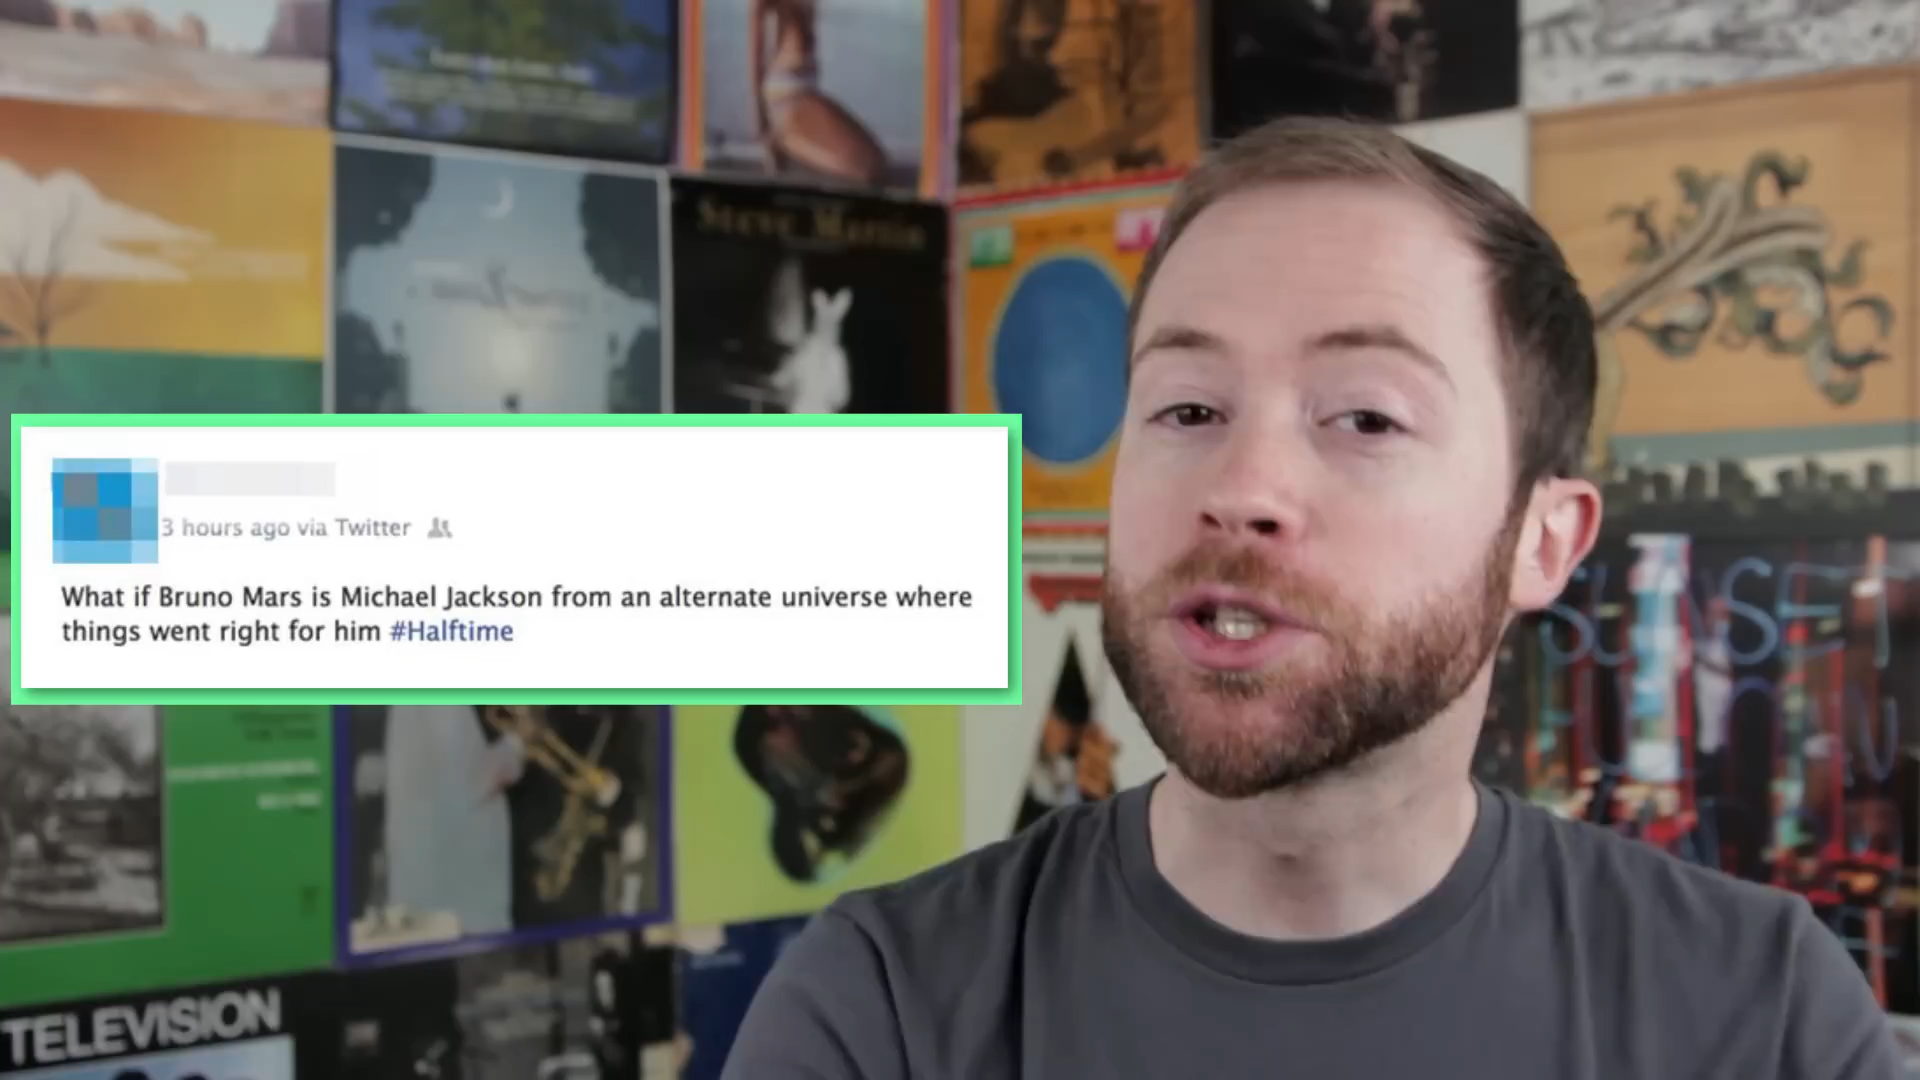 Steve Martin
3 hours ago via Twitter
What if Bruno Mars is Michael Jackson from an alternate universe where
things went right for him #Halftime
SUNSET
TELEVISION